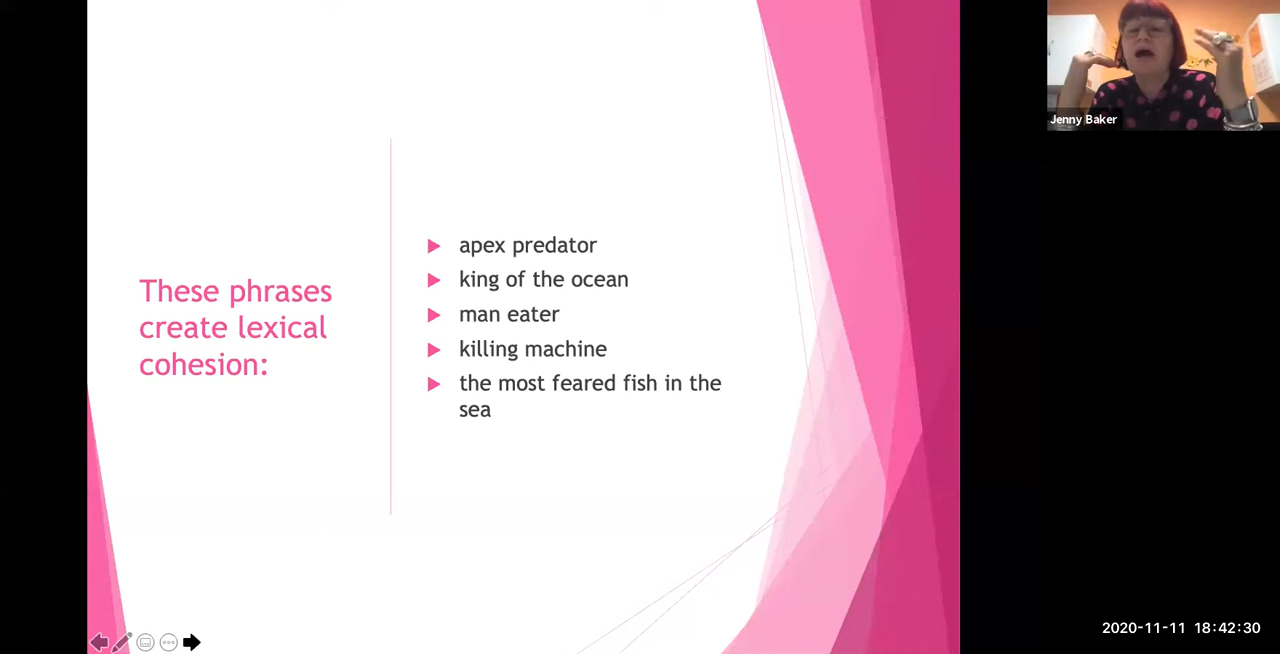 Jenny Baker
These phrases
create lexical
cohesion:
apex predator
king of the ocean
man eater
killing machine
the most feared fish in the
sea
2020-11-11 18:42:30